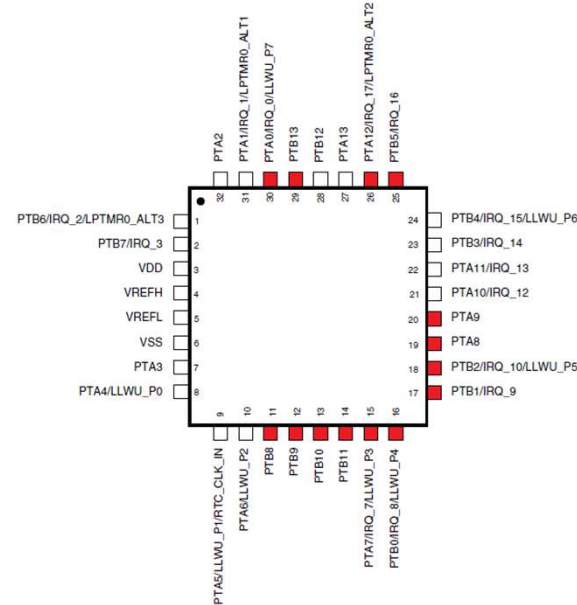 PTA2
PTA1/IRQ_1/LPTMR0_ALT1
PTA0/IRQ_0/LLWU_P7
PTB13
PTB12
PTA13
PTA12/IRQ_17/LPTMR0_ALT2
PTB5/IRQ_16
32
31
30
29
28
27
26
25
PTB6/IRQ_2/LPTMR0_ALT3
1
PTB7/IRQ_3
2
VDD
3
VREFH
4
VREFL
5
VSS
6
PTA3
7
PTA4/LLWU_P0
8
24
PTB4/IRQ_15/LLWU_P6
23
PTB3/IRQ_14
22
PTA11/IRQ_13
21
PTA10/IRQ_12
20
PTA9
19
PTA8
18
PTB2/IRQ_10/LLWU_P5
17
PTB1/IRQ_9
9
10
11
12
13
14
15
16
PTA5/LLWU_P1/RTC_CLK_IN
PTA6/LLWU_P2
PTB8
PTB9
PTB10
PTB11
PTA7/IRQ_7/LLWU_P3
PTB0/IRQ_8/LLWU_P4